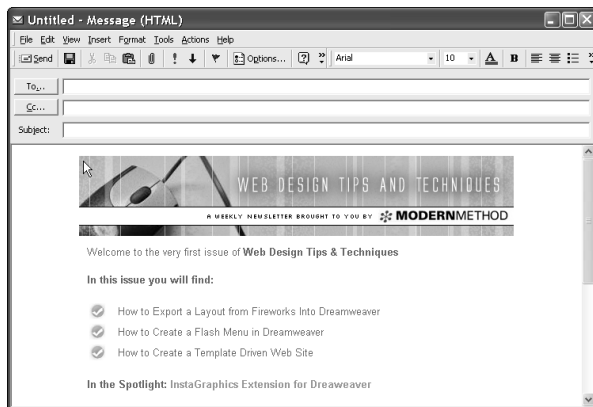 Untitled - Message (HTML)
File Edit View Insert Format Tools Actions Help
Send Options... Arial 10 A B
To...
Cc...
Subject:
WEB DESIGN TIPS AND TECHNIQUES
A WEEKLY NEWSLETTER BROUGHT TO YOU BY MODERNMETHOD
Welcome to the very first issue of Web Design Tips & Techniques
In this issue you will find:
How to Export a Layout from Fireworks Into Dreamweaver
How to Create a Flash Menu in Dreamweaver
How to Create a Template Driven Web Site
In the Spotlight: InstaGraphics Extension for Dreaweaver